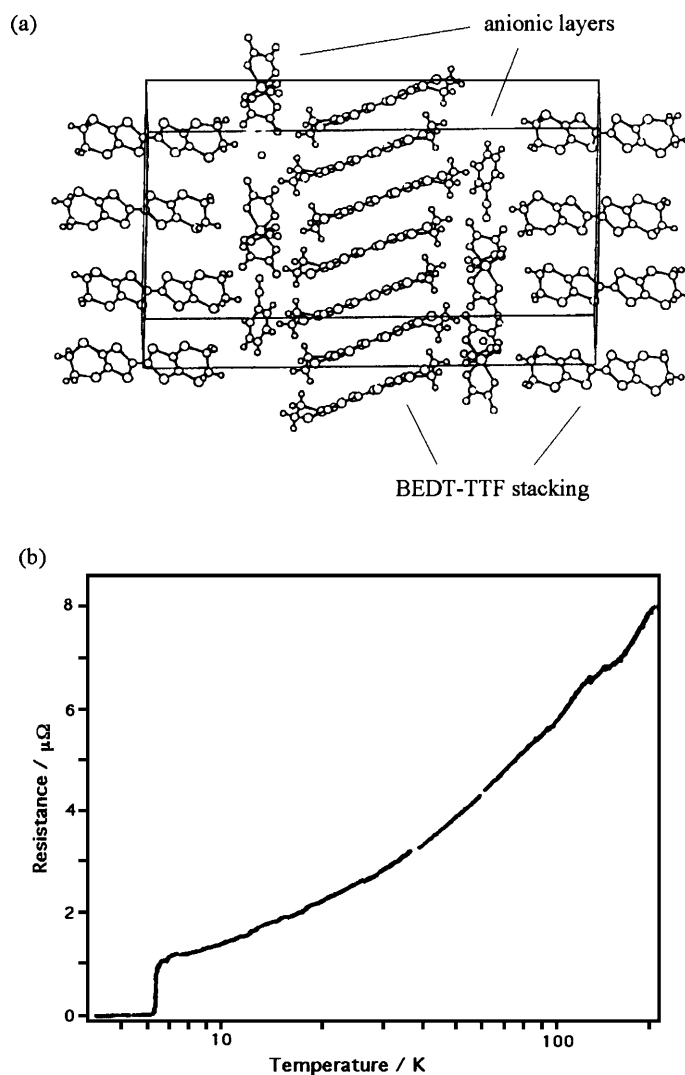 (a)
anionic layers
BEDT-TTF stacking
(b)
8
6
4
2
0
Resistance / μΩ
10
100
Temperature / K